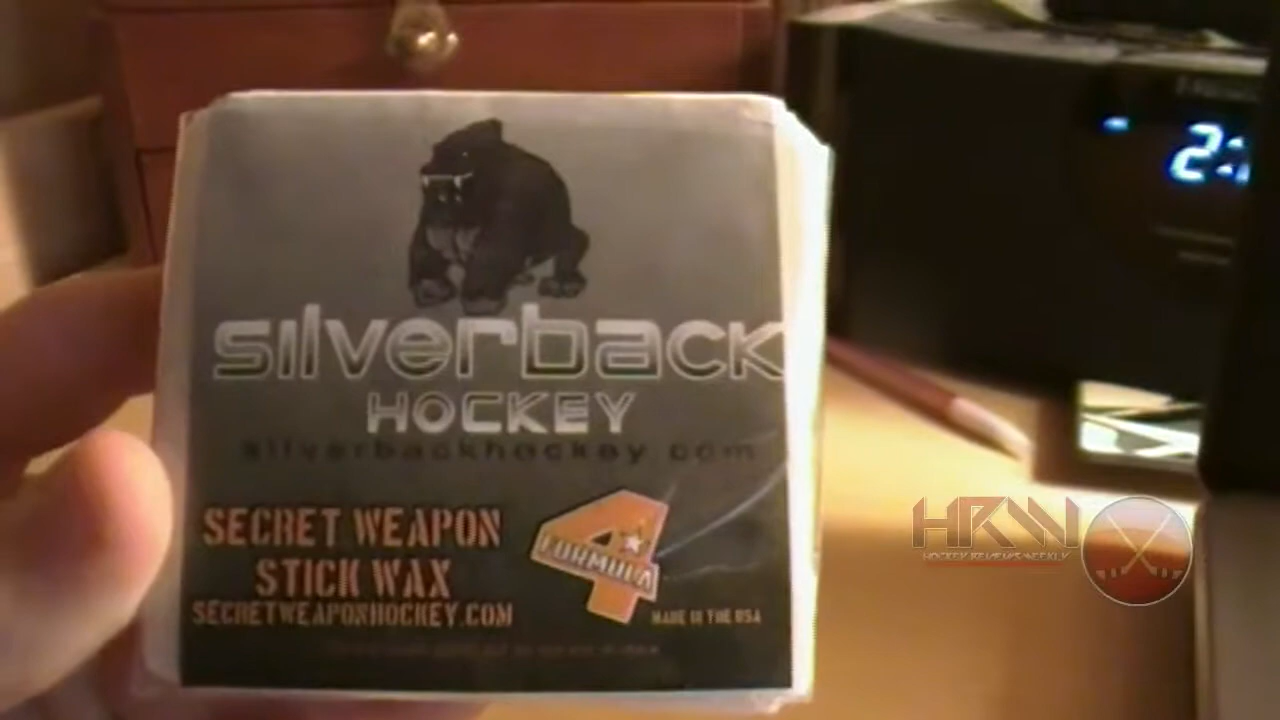 silverback
HOCKEY
silverbackhockey.com
SECRET WEAPON
STICK WAX
SECRETWEAPONHOCKEY.COM
4
FORMULA
MADE IN THE USA
HRW
HOCKEY REVIEWS WEEKLY